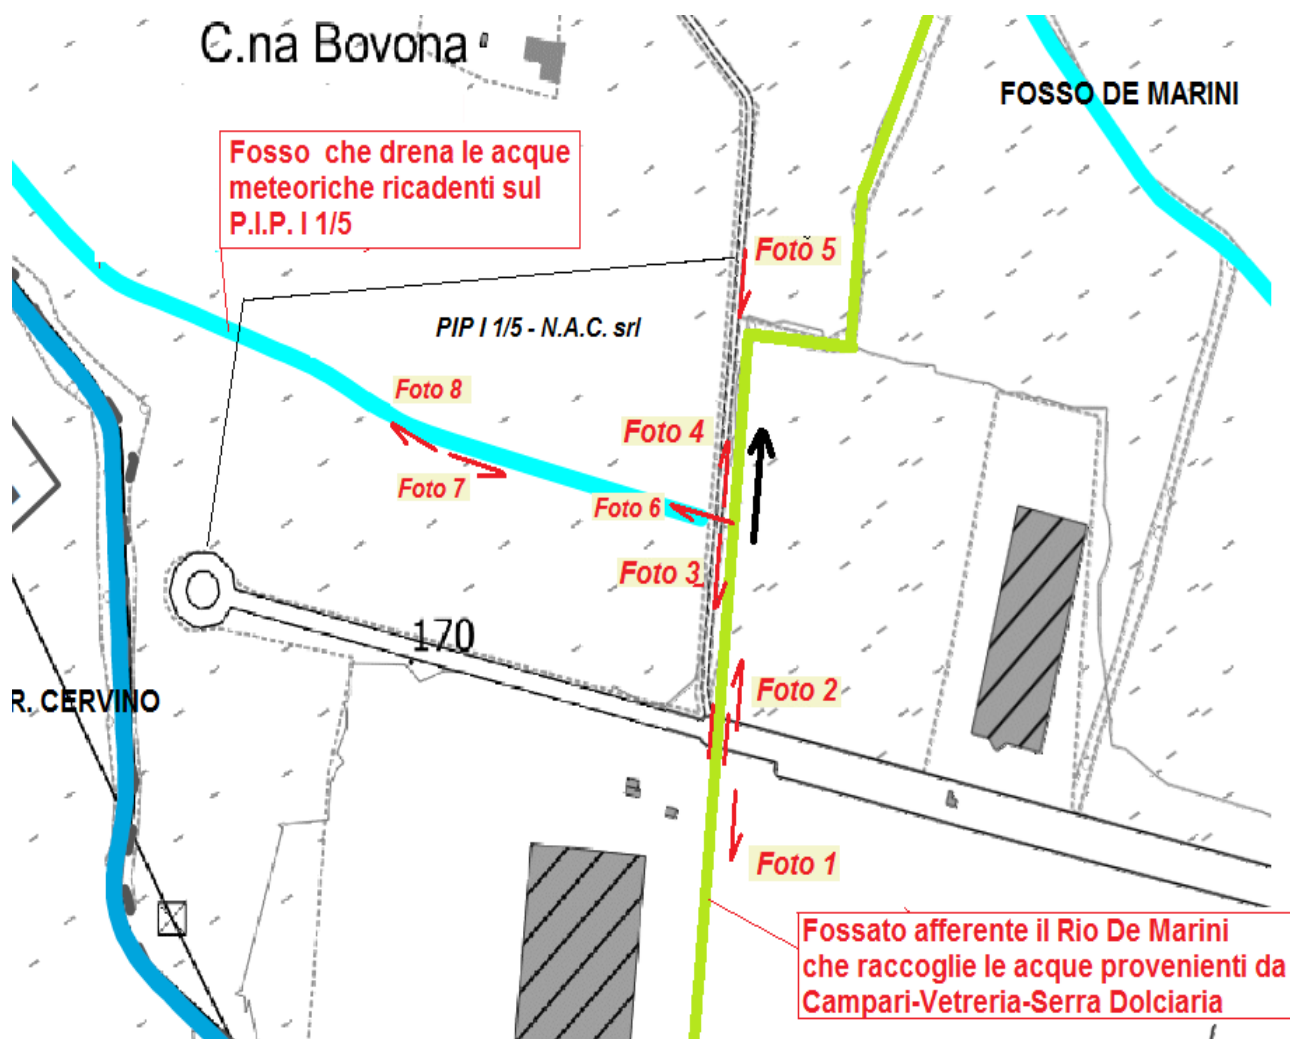 C.na Bovona
FOSSO DE MARINI
Fosso che drena le acque
meteoriche ricadenti sul
P.I.P. I 1/5
Foto 5
PIP I 1/5 - N.A.C. srl
Foto 8
Foto 4
Foto 7
Foto 6
Foto 3
.170
R. CERVINO
Foto 2
Foto 1
Fossato afferente il Rio De Marini
che raccoglie le acque provenienti da
Campari-Vetreria-Serra Dolciaria